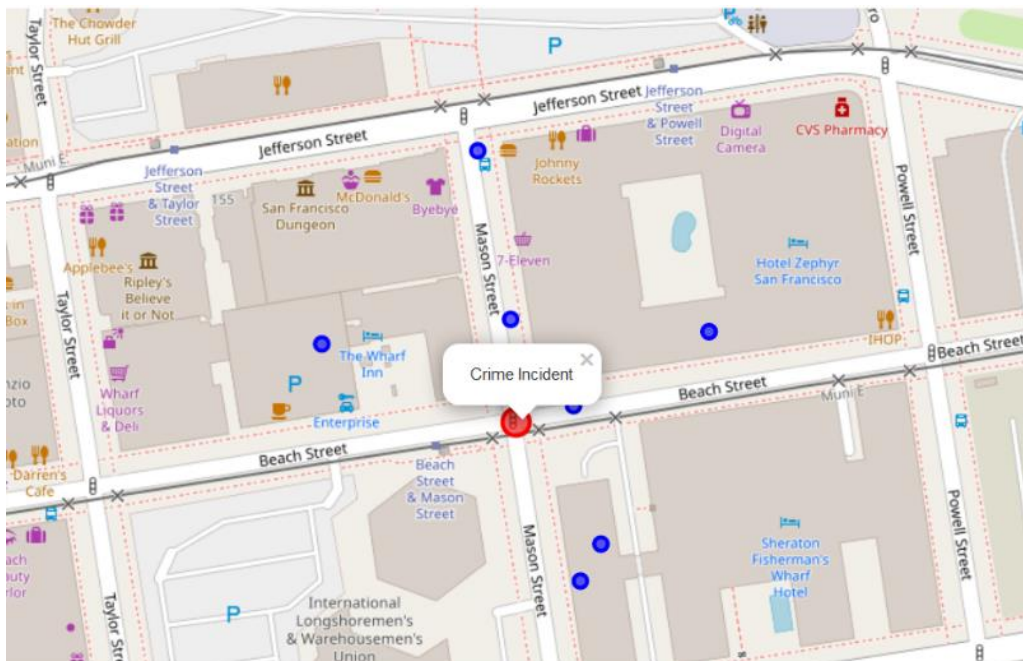 The Chowder
Hut Grill
Taylor Street
P
P
Jefferson
Street
& Powell
Street
Jefferson Street
Jefferson Street
Digital
Camera
CVS Pharmacy
Muni E
Jefferson
Street
& Taylor
Street
155
San Francisco
Dungeon
McDonald's
Byebye
Johnny
Rockets
Mason Street
7-Eleven
Powell Street
Applebee's
Ripley's
Believe
it or Not
Hotel Zephyr
San Francisco
Box
Taylor Street
The Wharf
Inn
IHOP
Crime Incident
×
Beach Street
Beach Street
Wharf
Liquors
& Deli
P
Enterprise
Muni E
Beach Street
Darren's
Cafe
Beach
Street
& Mason
Street
Mason Street
Powell Street
Sheraton
Fisherman's
Wharf
Hotel
P
International
Longshoremen's
& Warehousemen's
Union